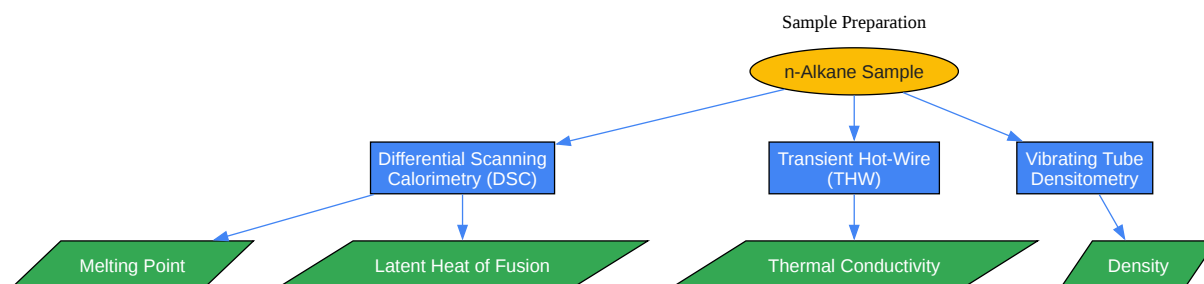 Sample Preparation
n-Alkane Sample
Differential Scanning
Calorimetry (DSC)
Transient Hot-Wire
(THW)
Vibrating Tube
Densitometry
Melting Point
Latent Heat of Fusion
Thermal Conductivity
Density